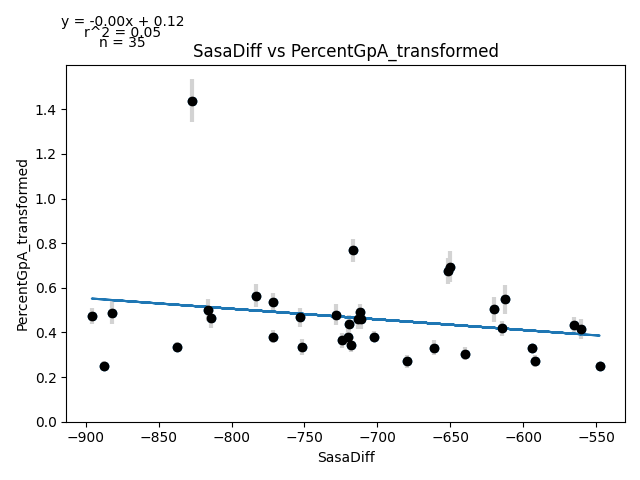 y = -0.00x + 0.12
r^2 = 0.05
n = 35
SasaDiff vs PercentGpA_transformed
PercentGpA_transformed
1.4
1.2
1.0
0.8
0.6
0.4
0.2
0.0
−900 −850 −800 −750 −700 −650 −600 −550
SasaDiff